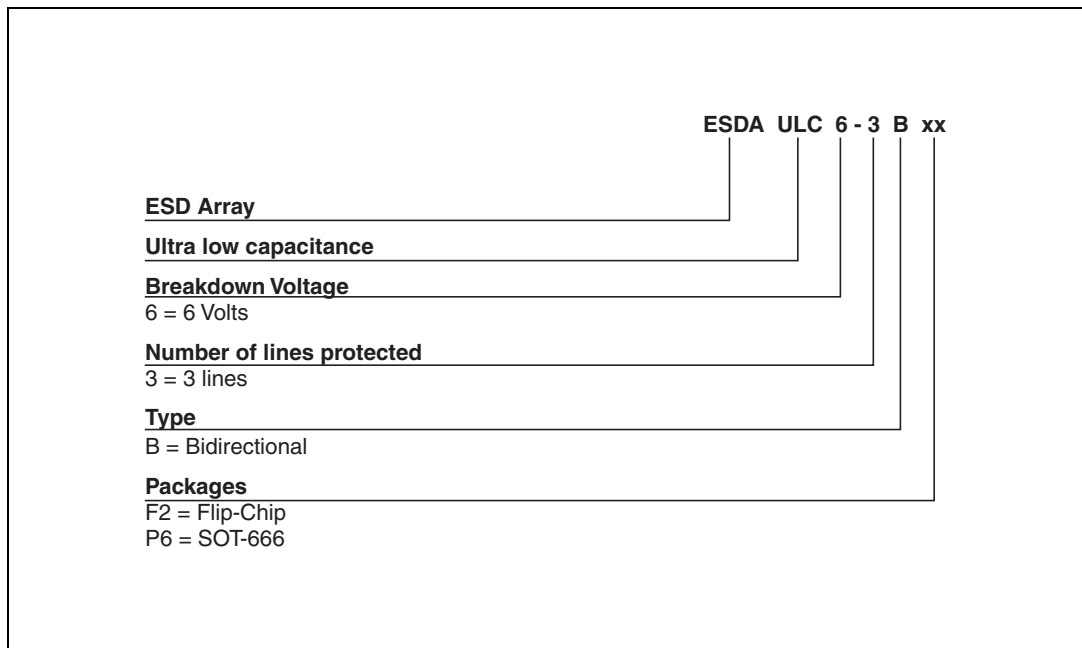 ESDA ULC 6 - 3 B xx
ESD Array
Ultra low capacitance
Breakdown Voltage
6 = 6 Volts
Number of lines protected
3 = 3 lines
Type
B = Bidirectional
Packages
F2 = Flip-Chip
P6 = SOT-666